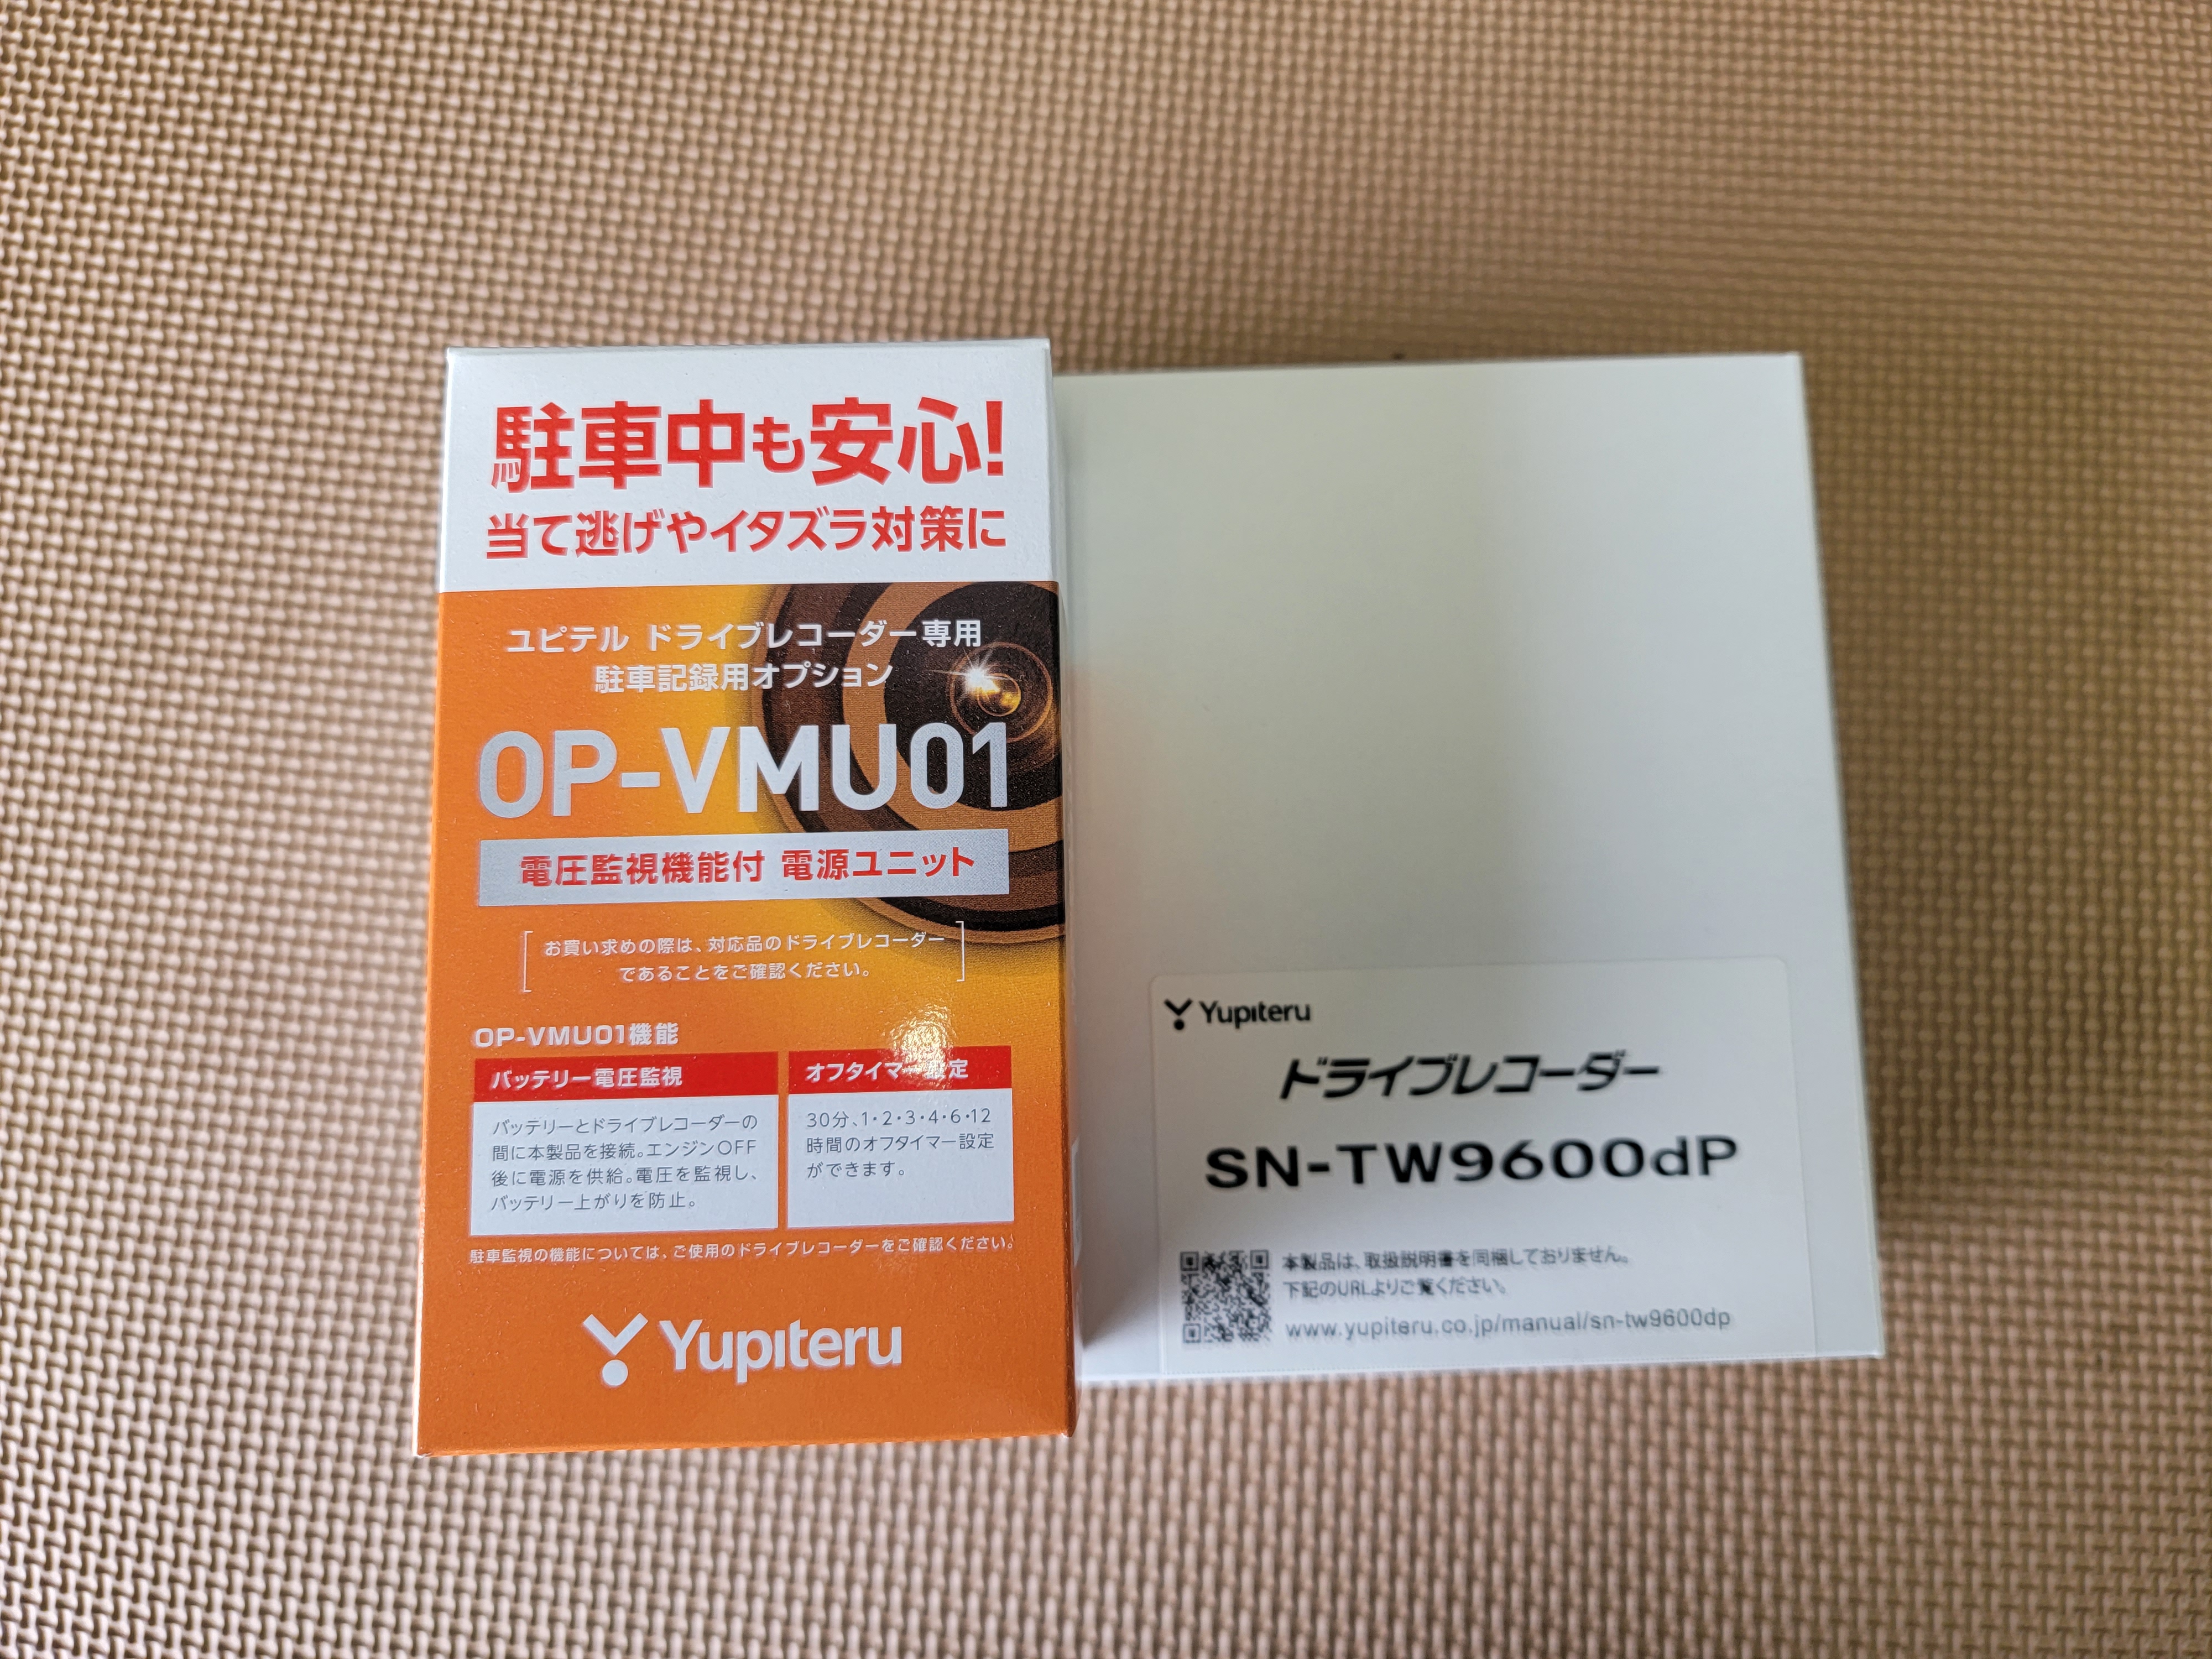 駐車中も安心!
当て逃げやイタズラ対策に
ユピテル ドライブレコーダー専用
駐車記録用オプション
OP-VMU01
電圧監視機能付 電源ユニット
お買い求めの際は、対応品のドライブレコーダー
であることをご確認ください。
OP-VMU01機能
バッテリー電圧監視
バッテリーとドライブレコーダーの
間に本製品を接続。エンジンOFF
後に電源を供給。電圧を監視し、
バッテリー上がりを防止。
オフタイマー設定
30分、1・2・3・4・6・12
時間のオフタイマー設定
ができます。
駐車監視の機能については、ご使用のドライブレコーダーをご確認ください。
Yupiteru
Yupiteru
ドライブレコーダー
SN-TW9600dP
本製品は、取扱説明書を同梱しておりません。
下記のURLよりご覧ください。
www.yupiteru.co.jp/manual/sn-tw9600dp